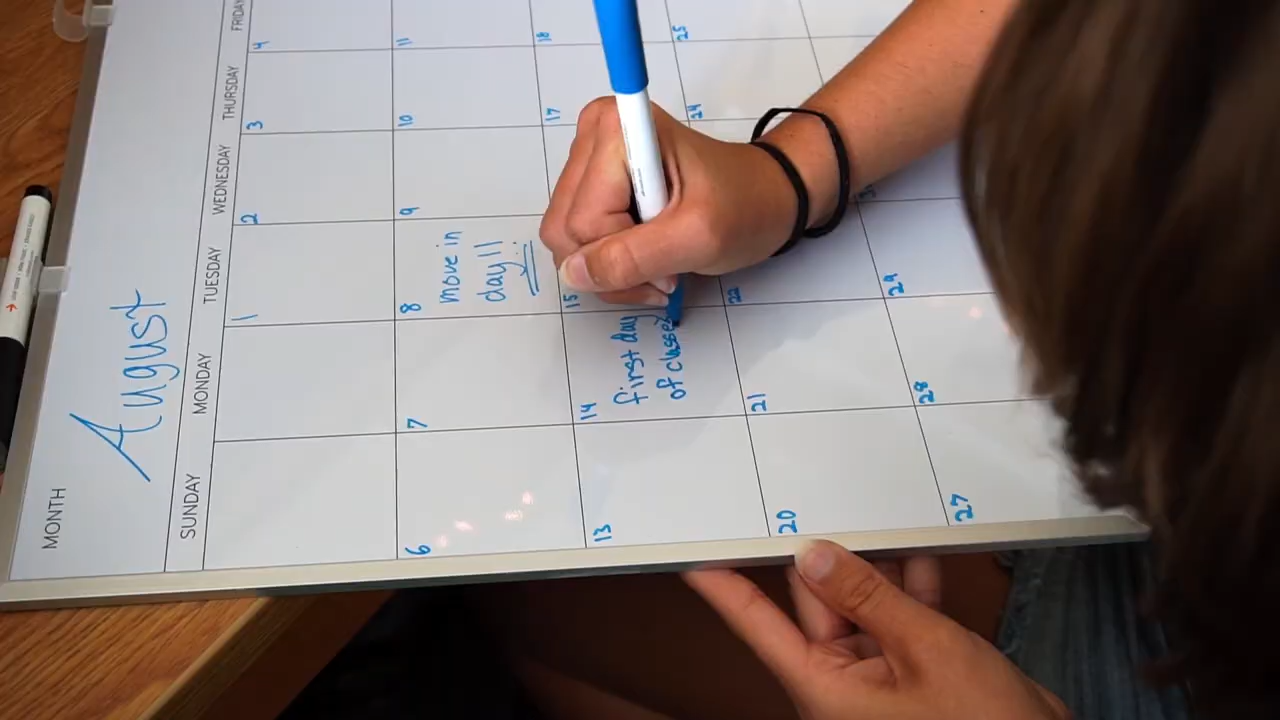 MONTH
August
SUNDAY MONDAY TUESDAY WEDNESDAY THURSDAY FRIDAY
1 2 3 4
6 7 8 9 10 11
move in
day!!
13 14 15 17 18
first day
of classes
20 21 22 24 25
27 28 29